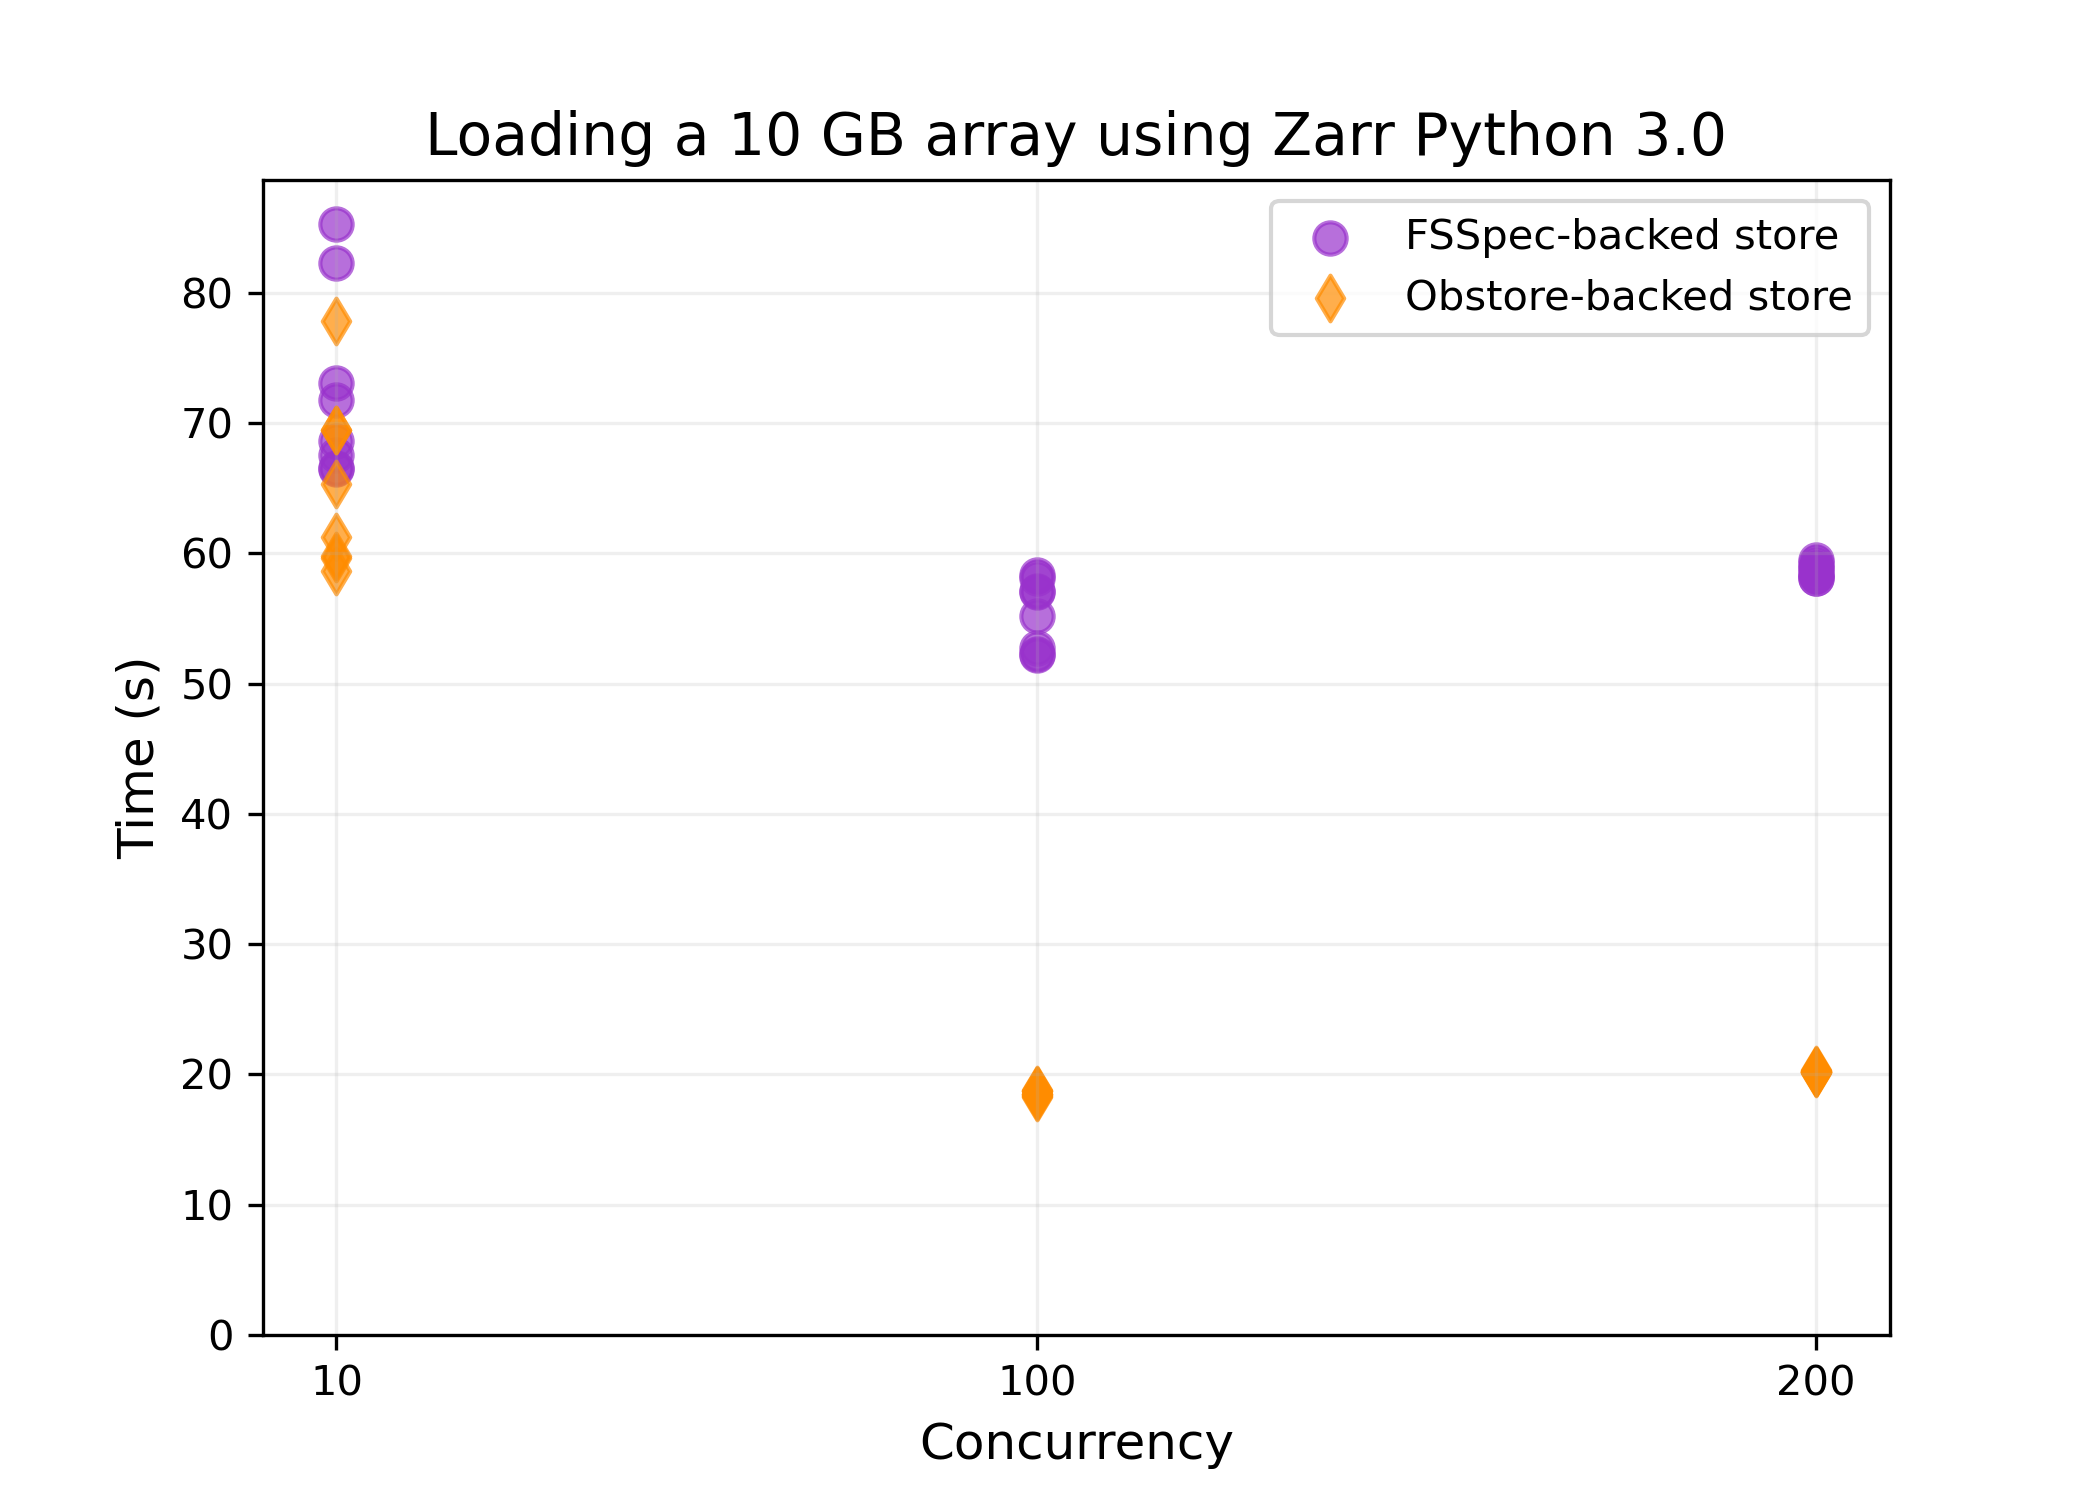 Loading a 10 GB array using Zarr Python 3.0
FSSpec-backed store
Obstore-backed store
80
70
60
50
40
30
20
10
0
Time (s)
10 100 200
Concurrency